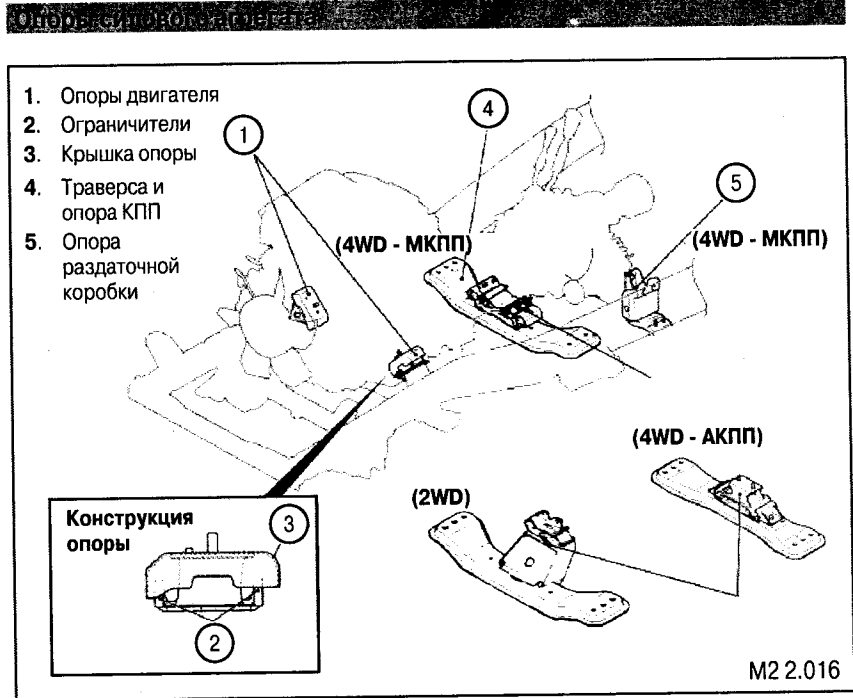 Опоры силового агрегата
1. Опоры двигателя
2. Ограничители
3. Крышка опоры
4. Траверса и
опора КПП
5. Опора
раздаточной
коробки
1
4
5
(4WD - МКПП)
(4WD - МКПП)
(4WD - АКПП)
(2WD)
Конструкция
опоры
3
2
M2 2.016